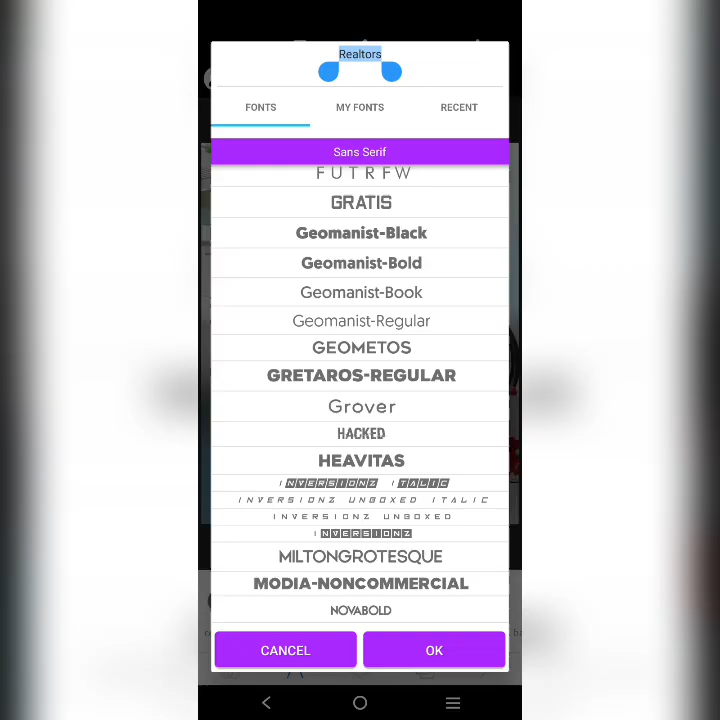 Realtors
FONTS MY FONTS RECENT
Sans Serif
FUTRFW
GRATIS
Geomanist-Black
Geomanist-Bold
Geomanist-Book
Geomanist-Regular
GEOMETOS
GRETAROS-REGULAR
Grover
HACKED
HEAVITAS
INVERSIONZ ITALIC
INVERSIONZ UNBOXED ITALIC
INVERSIONZ UNBOXED
INVERSIONZ
MILTONGROTESQUE
MODIA-NONCOMMERCIAL
NOVABOLD
CANCEL OK